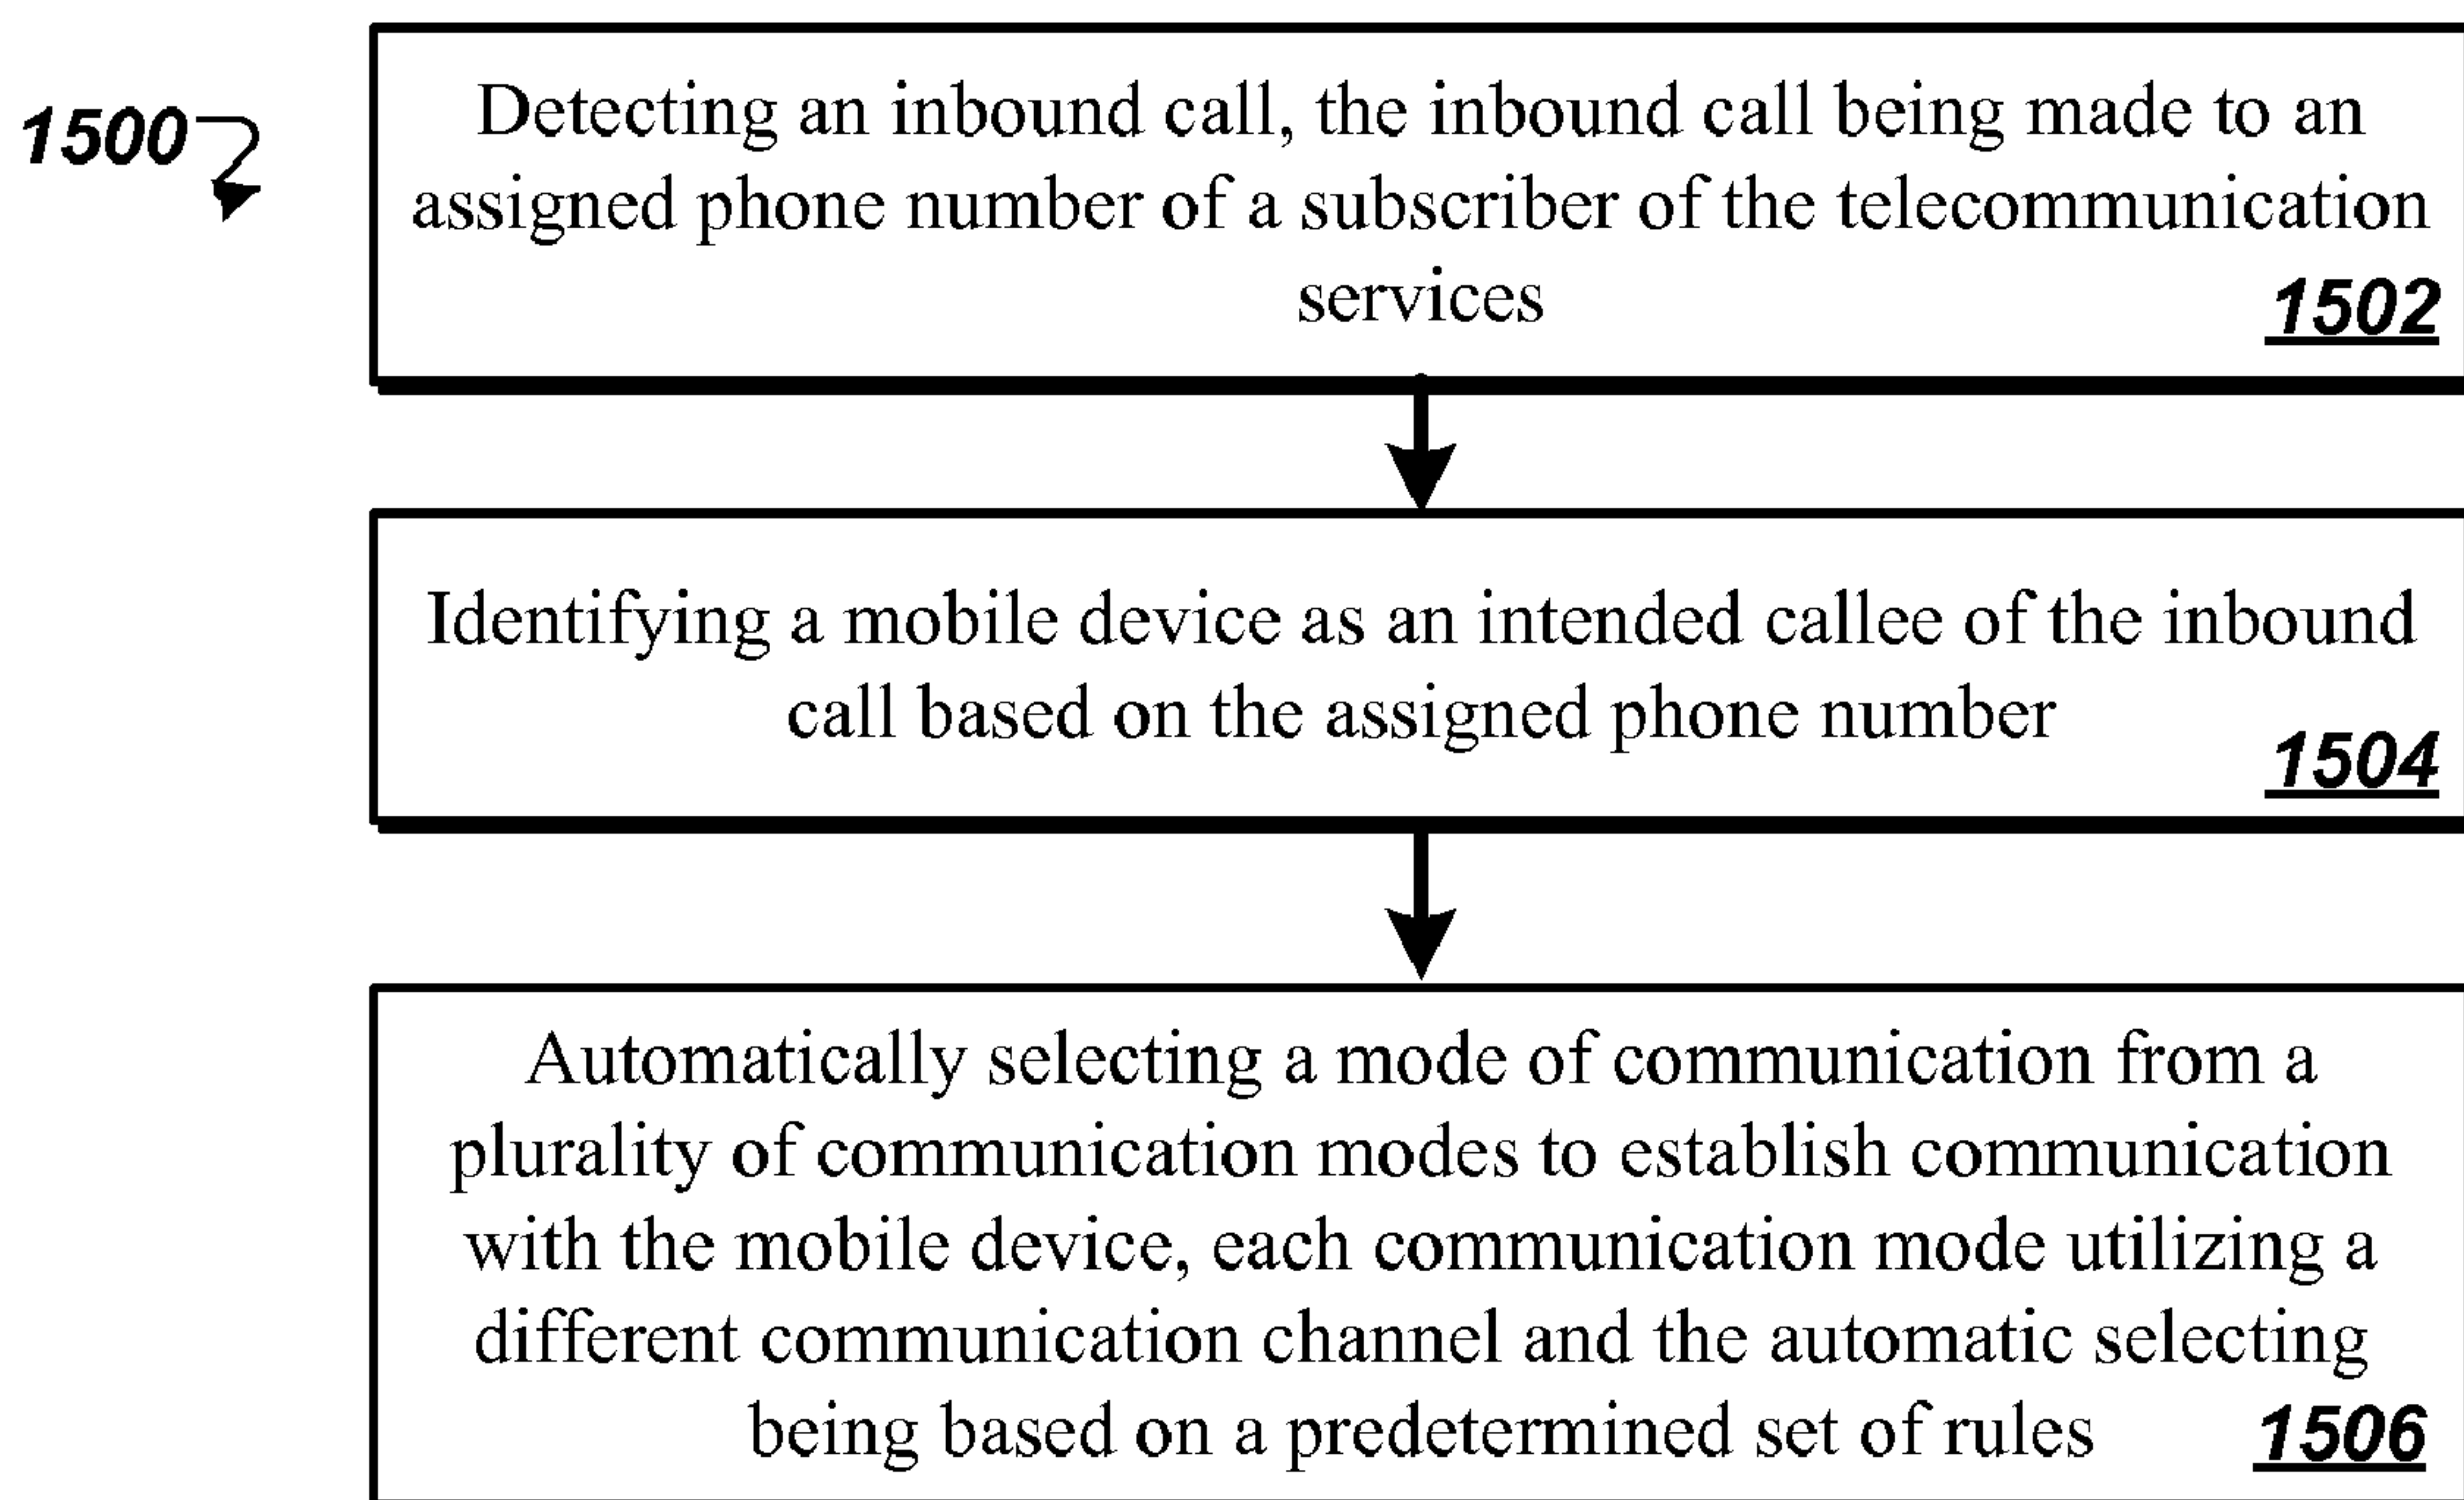 1500
Detecting an inbound call, the inbound call being made to an
assigned phone number of a subscriber of the telecommunication
services
1502
Identifying a mobile device as an intended callee of the inbound
call based on the assigned phone number
1504
Automatically selecting a mode of communication from a
plurality of communication modes to establish communication
with the mobile device, each communication mode utilizing a
different communication channel and the automatic selecting
being based on a predetermined set of rules
1506